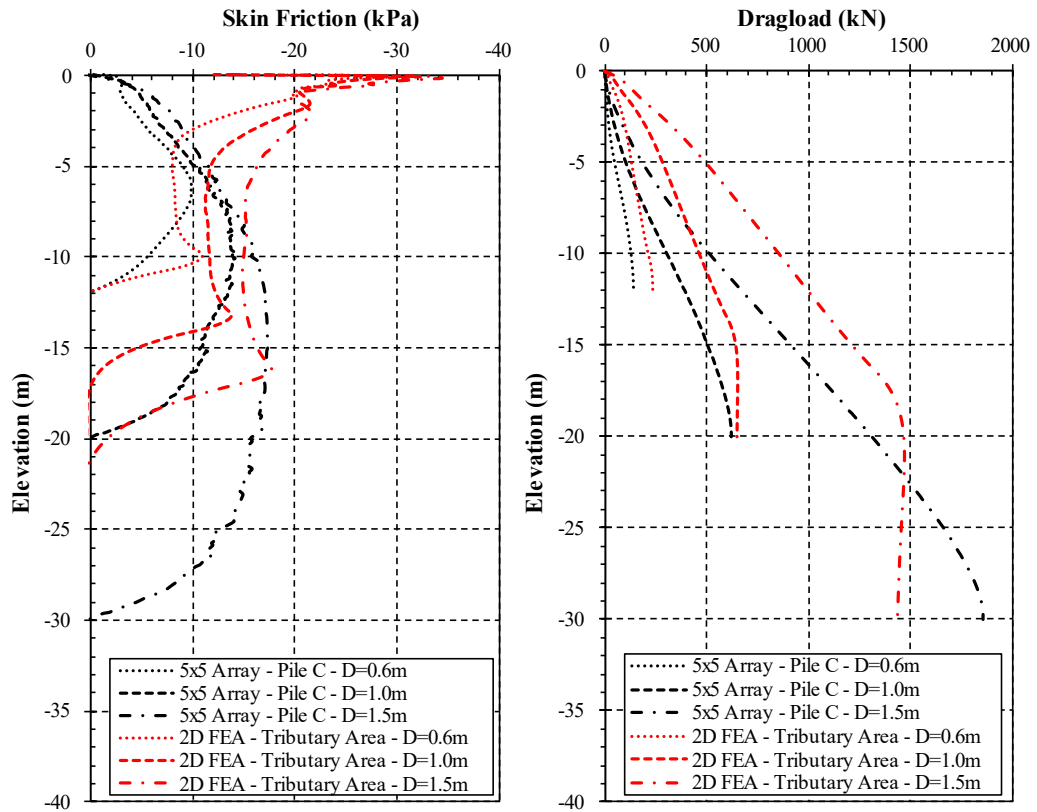 Skin Friction (kPa)
0 -10 -20 -30 -40
0
-5
-10
-15
-20
-25
-30
-35
-40
Elevation (m)
5x5 Array - Pile C - D=0.6m
5x5 Array - Pile C - D=1.0m
5x5 Array - Pile C - D=1.5m
2D FEA - Tributary Area - D=0.6m
2D FEA - Tributary Area - D=1.0m
2D FEA - Tributary Area - D=1.5m
Dragload (kN)
0 500 1000 1500 2000
0
-5
-10
-15
-20
-25
-30
-35
-40
Elevation (m)
5x5 Array - Pile C - D=0.6m
5x5 Array - Pile C - D=1.0m
5x5 Array - Pile C - D=1.5m
2D FEA - Tributary Area - D=0.6m
2D FEA - Tributary Area - D=1.0m
2D FEA - Tributary Area - D=1.5m